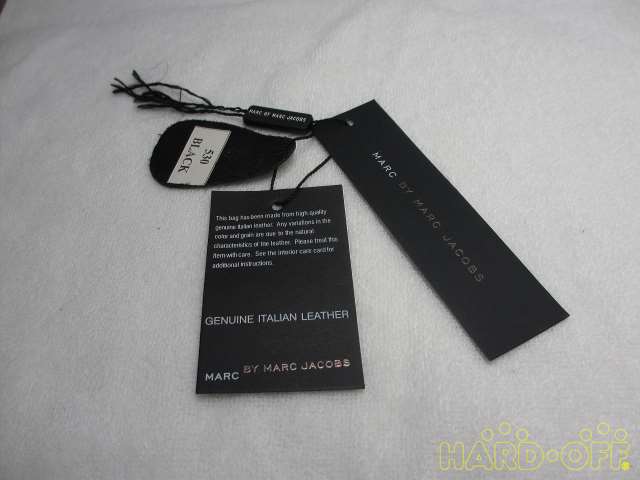 MARC BY MARC JACOBS
530
BLACK
MARC BY MARC JACOBS
This bag has been made from high quality
genuine Italian leather. Any variations in the
color and grain are due to the natural
characteristics of the leather. Please treat this
item with care. See the interior care card for
additional instructions.
GENUINE ITALIAN LEATHER
MARC BY MARC JACOBS
HARD-OFF